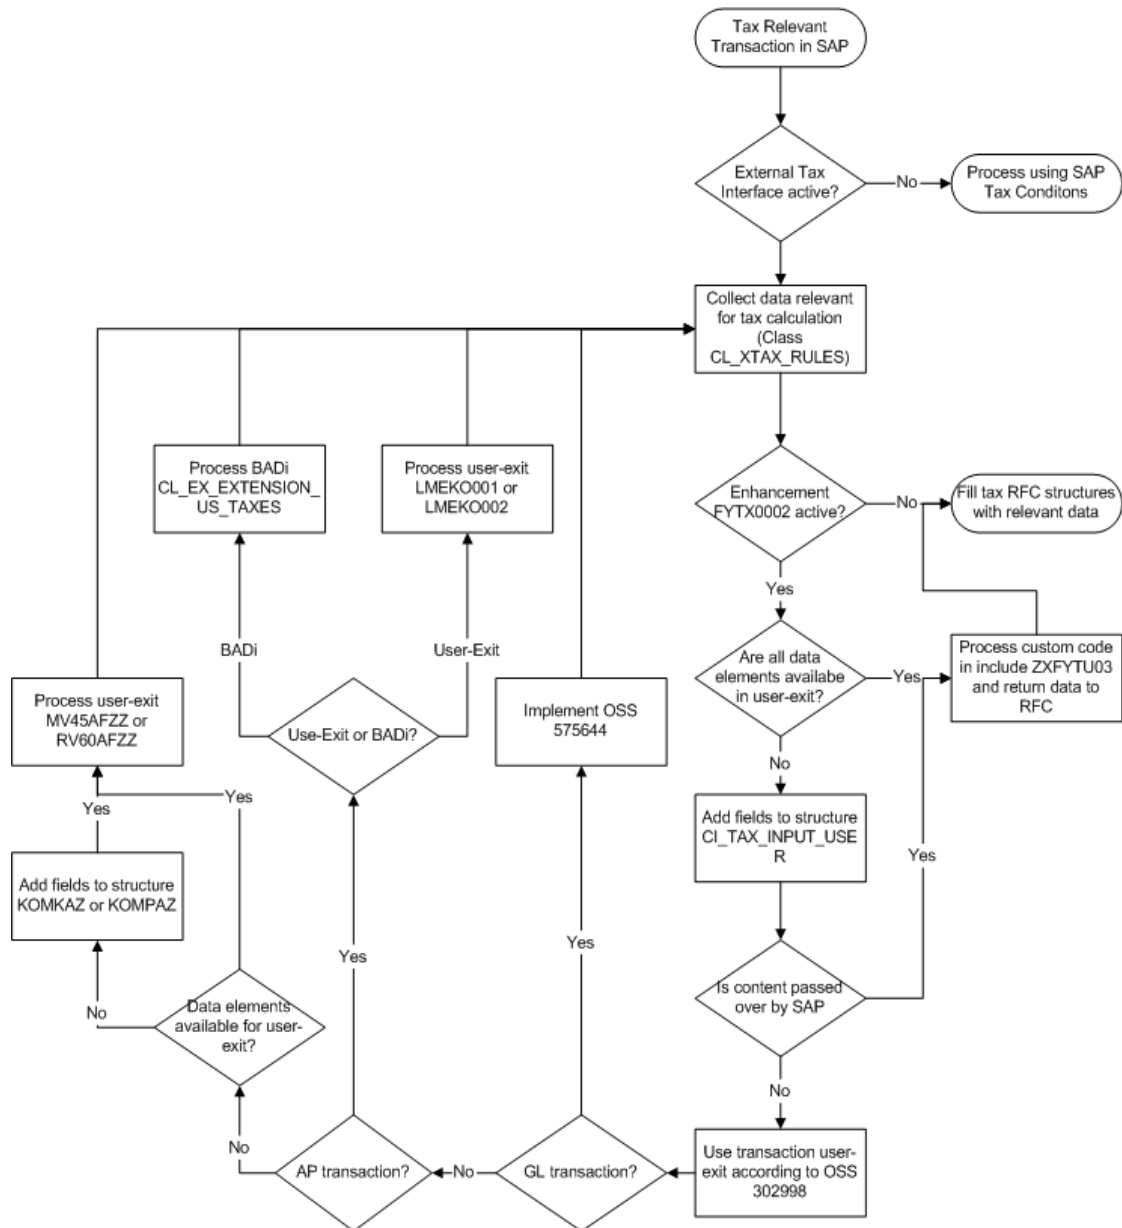 Tax Relevant
Transaction in SAP
External Tax
Interface active?
No
Process using SAP
Tax Conditons
Collect data relevant
for tax calculation
(Class
CL_XTAX_RULES)
Process BADi
CL_EX_EXTENSION_
US_TAXES
Process user-exit
LMEKO001 or
LMEKO002
Enhancement
FYTX0002 active?
No
Fill tax RFC structures
with relevant data
Yes
BADi
User-Exit
Are all data
elements availabe
in user-exit?
Yes
Process custom code
in include ZXFYTU03
and return data to
RFC
Process user-exit
MV45AFZZ or
RV60AFZZ
Use-Exit or BADi?
Implement OSS
575644
No
Yes
Yes
Add fields to structure
CI_TAX_INPUT_USE
R
Yes
Add fields to structure
KOMKAZ or KOMPAZ
Yes
Yes
Is content passed
over by SAP
No
Data elements
available for user-
exit?
No
No
AP transaction?
No
GL transaction?
Use transaction user-
exit according to OSS
302998